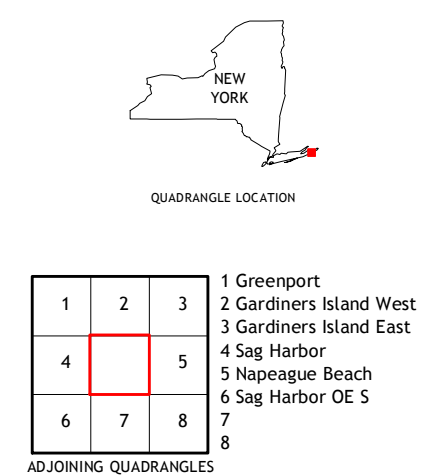 NEW
YORK
QUADRANGLE LOCATION
1 2 3
4 5
6 7 8
1 Greenport
2 Gardiners Island West
3 Gardiners Island East
4 Sag Harbor
5 Napeague Beach
6 Sag Harbor OE S
7
8
ADJOINING QUADRANGLES